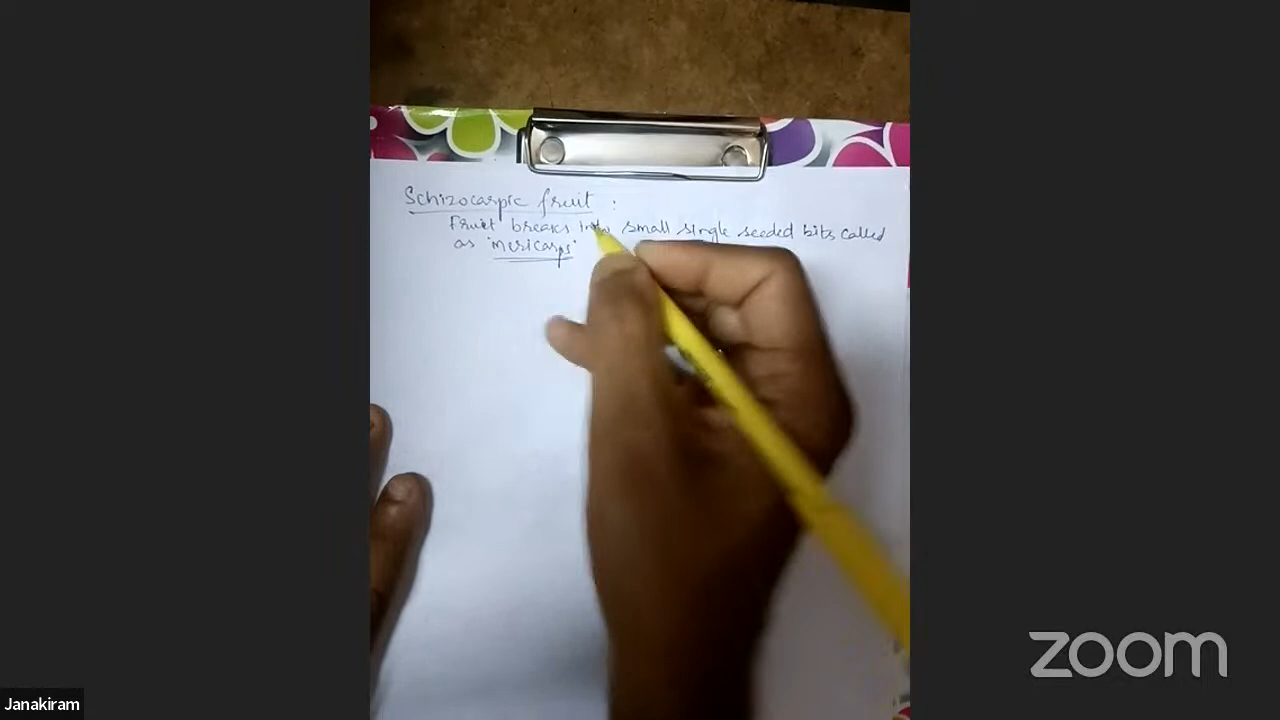 Schizocarpic fruit :
Fruit breaks into small single seeded bits called
as 'Mericarps'
zoom
Janakiram